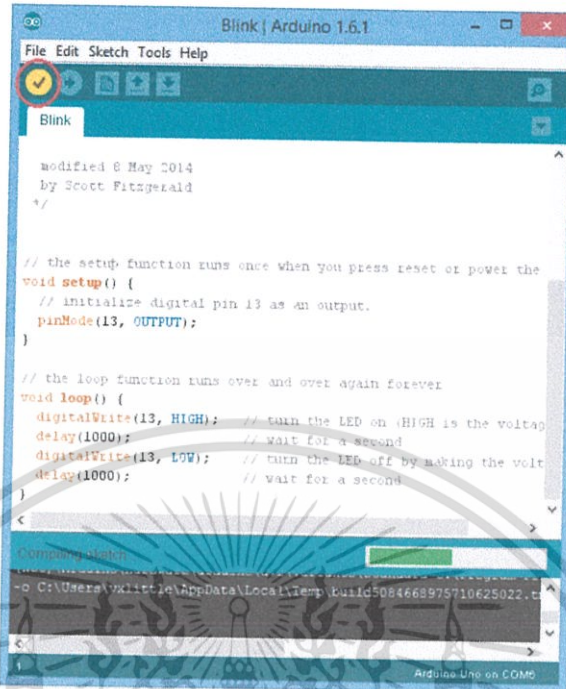 Blink | Arduino 1.6.1
File Edit Sketch Tools Help
Blink
modified 8 May 2014
by Scott Fitzgerald
*/
// the setup function runs once when you press reset or power the
void setup() {
// initialize digital pin 13 as an output.
pinMode(13, OUTPUT);
}
// the loop function runs over and over again forever
void loop() {
digitalWrite(13, HIGH); // turn the LED on (HIGH is the voltag
delay(1000); // wait for a second
digitalWrite(13, LOW); // turn the LED off by making the volt
delay(1000); // wait for a second
}
Compiling sketch
-o C:\Users\vxlittle\AppData\Local\Temp\build5084668975710625022.t
1
Arduino Uno on COM6